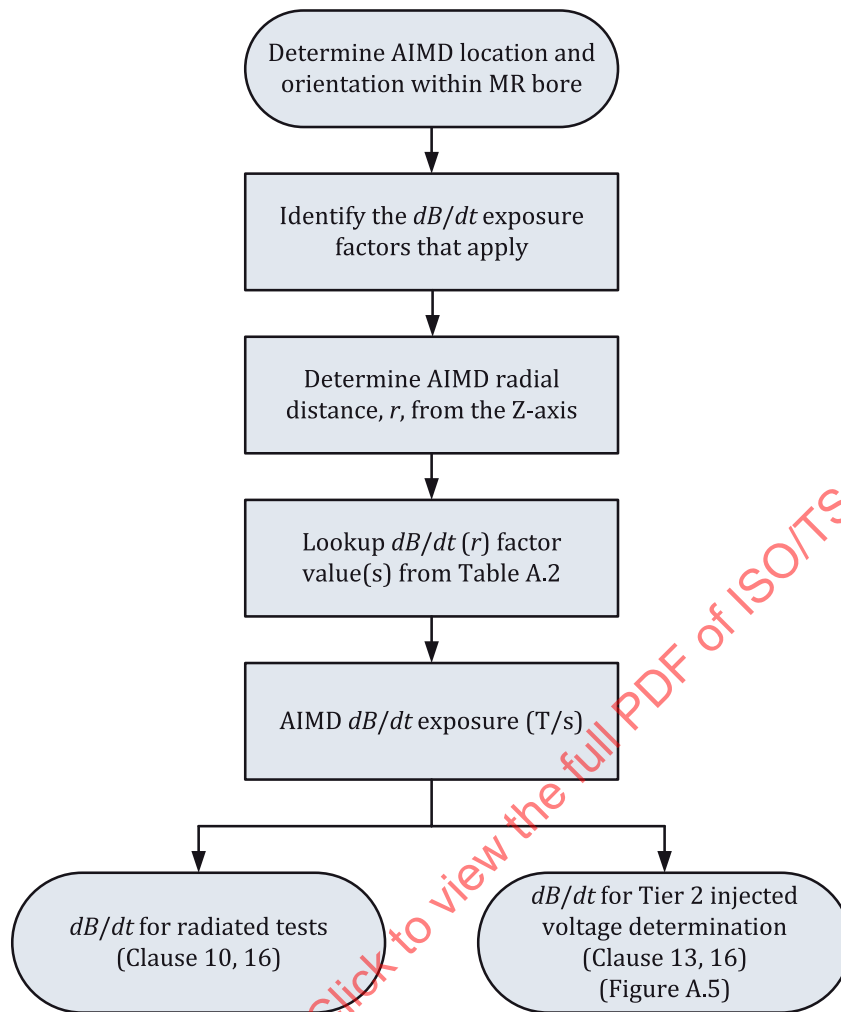 Determine AIMD location and
orientation within MR bore
Identify the dB/dt exposure
factors that apply
Determine AIMD radial
distance, r, from the Z-axis
Lookup dB/dt (r) factor
value(s) from Table A.2
AIMD dB/dt exposure (T/s)
dB/dt for radiated tests
(Clause 10, 16)
dB/dt for Tier 2 injected
voltage determination
(Clause 13, 16)
(Figure A.5)
Click to view the full PDF of ISO/TS